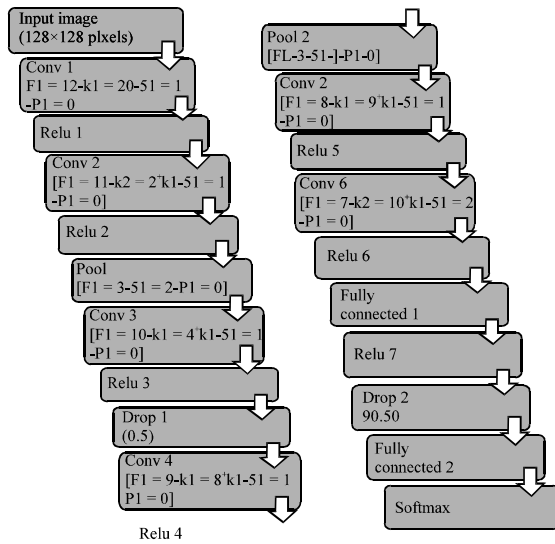 Input image
(128×128 pIxels)
Conv 1
F1 = 12-k1 = 20-51 = 1
-P1 = 0
Relu 1
Conv 2
[F1 = 11-k2 = 2⁺k1-51 = 1
-P1 = 0]
Relu 2
Pool
[F1 = 3-51 = 2-P1 = 0]
Conv 3
[F1 = 10-k1 = 4⁺k1-51 = 1
-P1 = 0]
Relu 3
Drop 1
(0.5)
Conv 4
[F1 = 9-k1 = 8⁺k1-51 = 1
P1 = 0]
Relu 4
Pool 2
[FL-3-51-]-P1-0]
Conv 2
[F1 = 8-k1 = 9⁺k1-51 = 1
-P1 = 0]
Relu 5
Conv 6
[F1 = 7-k2 = 10⁺k1-51 = 2
-P1 = 0]
Relu 6
Fully
connected 1
Relu 7
Drop 2
90.50
Fully
connected 2
Softmax